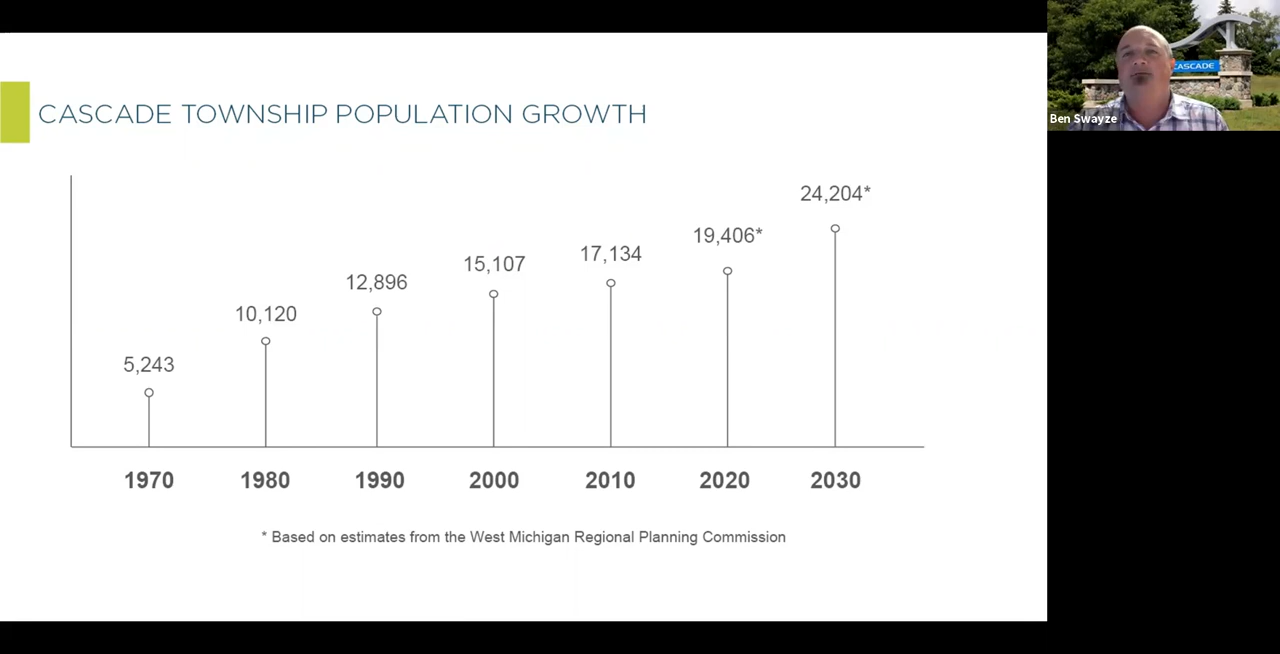 CASCADE TOWNSHIP POPULATION GROWTH
5,243
10,120
12,896
15,107
17,134
19,406*
24,204*
1970 1980 1990 2000 2010 2020 2030
* Based on estimates from the West Michigan Regional Planning Commission
CASCADE
Ben Swayze